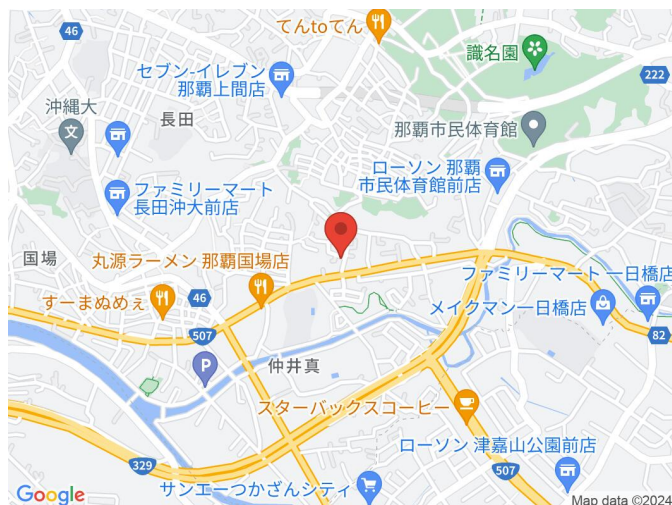 46
てんtoてん
識名園
セブン-イレブン
那覇上間店
222
沖縄大
長田
那覇市民体育館
ローソン 那覇
市民体育館前店
ファミリーマート
長田沖大前店
国場
丸源ラーメン 那覇国場店
ファミリーマート 一日橋店
すーまぬめぇ
46
メイクマン一日橋店
507
82
P
仲井真
スターバックスコーヒー
329
ローソン 津嘉山公園前店
507
サンエーつかざんシティ
Google
Map data ©2024